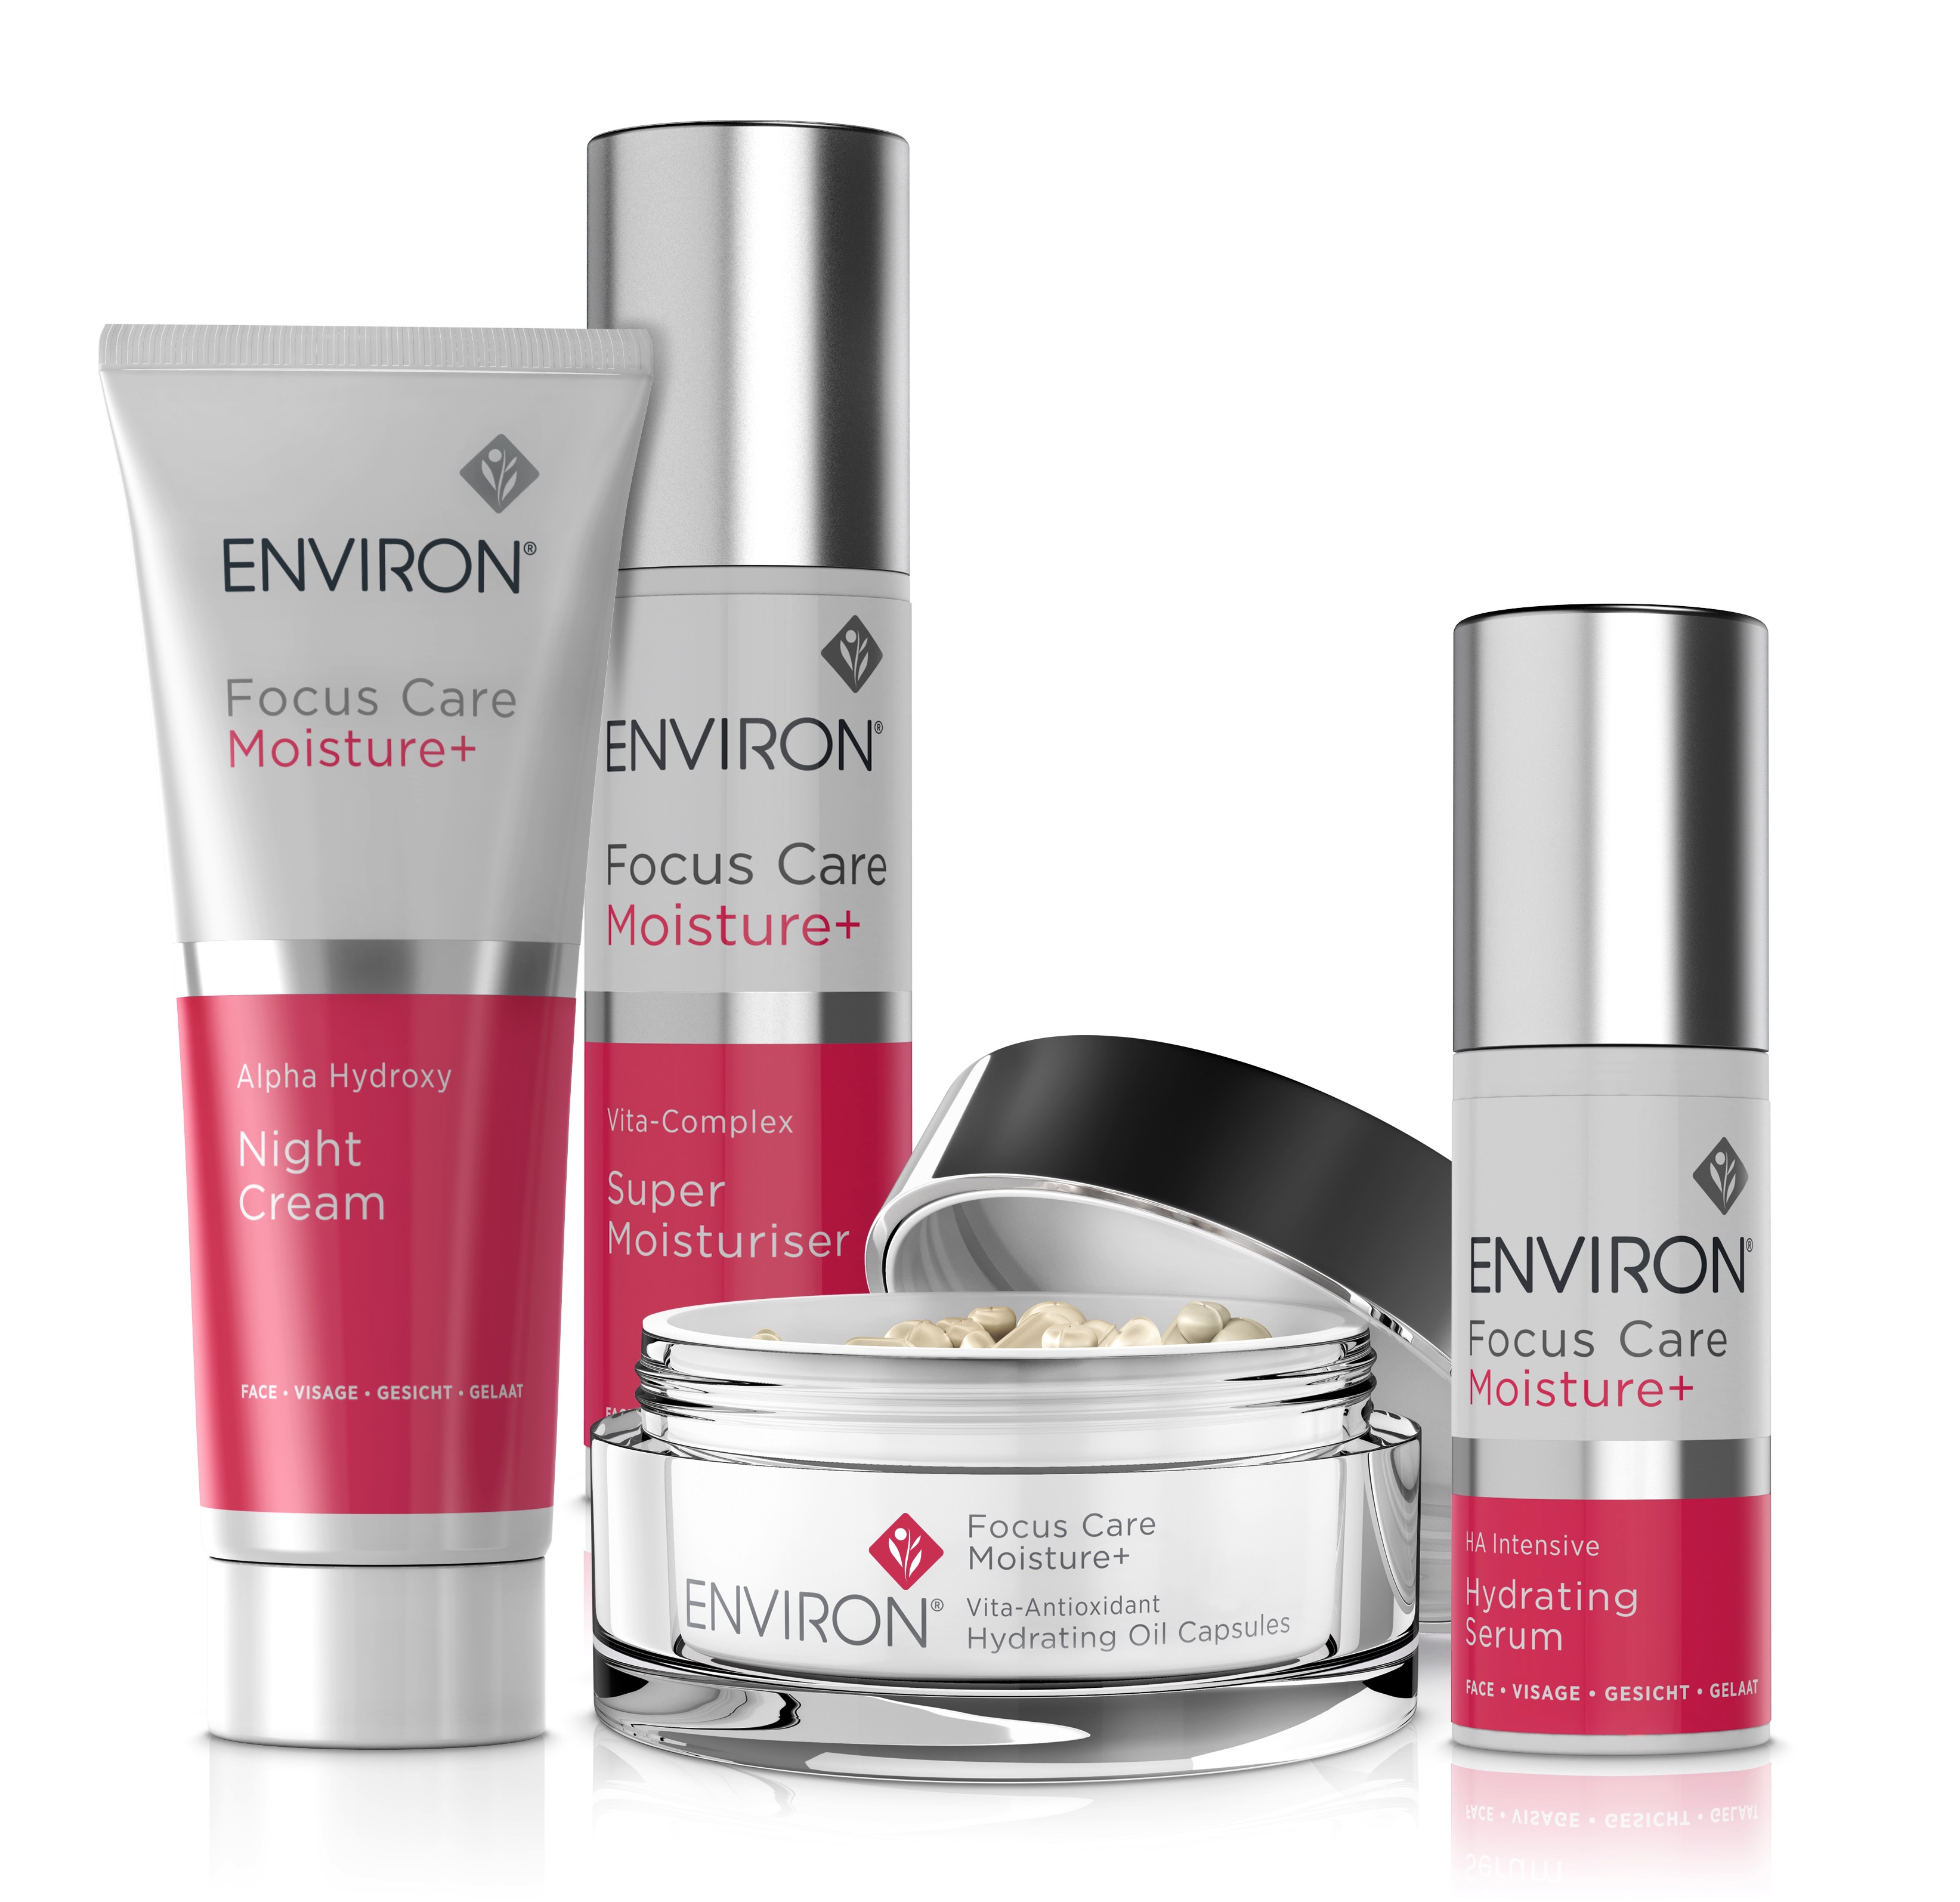 ENVIRON®
Focus Care
Moisture+
Alpha Hydroxy
Night
Cream
FACE • VISAGE • GESICHT • GELAAT
ENVIRON®
Focus Care
Moisture+
Vita-Complex
Super
Moisturiser
Focus Care
Moisture+
ENVIRON®
Vita-Antioxidant
Hydrating Oil Capsules
ENVIRON®
Focus Care
Moisture+
HA Intensive
Hydrating
Serum
FACE • VISAGE • GESICHT • GELAAT